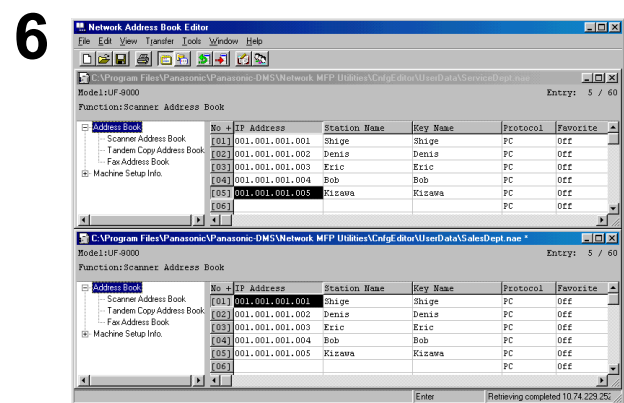 6
Network Address Book Editor
File Edit View Transfer Tools Window Help
C:\Program Files\Panasonic\Panasonic-DMS\Network MFP Utilities\CnfgEditor\UserData\ServiceDept.nae
Model:UF-9000 Entry: 5 / 60
Function:Scanner Address Book
Address Book
Scanner Address Book
Tandem Copy Address Book
Fax Address Book
Machine Setup Info.
No + IP Address Station Name Key Name Protocol Favorite
[01] 001.001.001.001 Shige Shige PC Off
[02] 001.001.001.002 Denis Denis PC Off
[03] 001.001.001.003 Eric Eric PC Off
[04] 001.001.001.004 Bob Bob PC Off
[05] 001.001.001.005 Kizawa Kizawa PC Off
[06] PC Off
C:\Program Files\Panasonic\Panasonic-DMS\Network MFP Utilities\CnfgEditor\UserData\SalesDept.nae *
Model:UF-9000 Entry: 5 / 60
Function:Scanner Address Book
Address Book
Scanner Address Book
Tandem Copy Address Book
Fax Address Book
Machine Setup Info.
No + IP Address Station Name Key Name Protocol Favorite
[01] 001.001.001.001 Shige Shige PC Off
[02] 001.001.001.002 Denis Denis PC Off
[03] 001.001.001.003 Eric Eric PC Off
[04] 001.001.001.004 Bob Bob PC Off
[05] 001.001.001.005 Kizawa Kizawa PC Off
[06] PC Off
Enter Retrieving completed 10.74.229.252